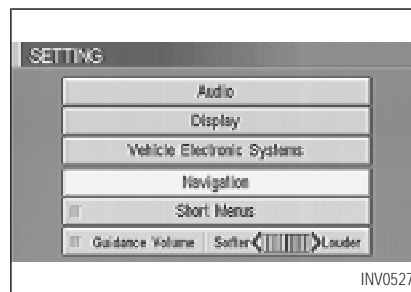 SETTING
Audio
Display
Vehicle Electronic Systems
Navigation
Short Menus
Guidance Volume Softer Louder
INV0527